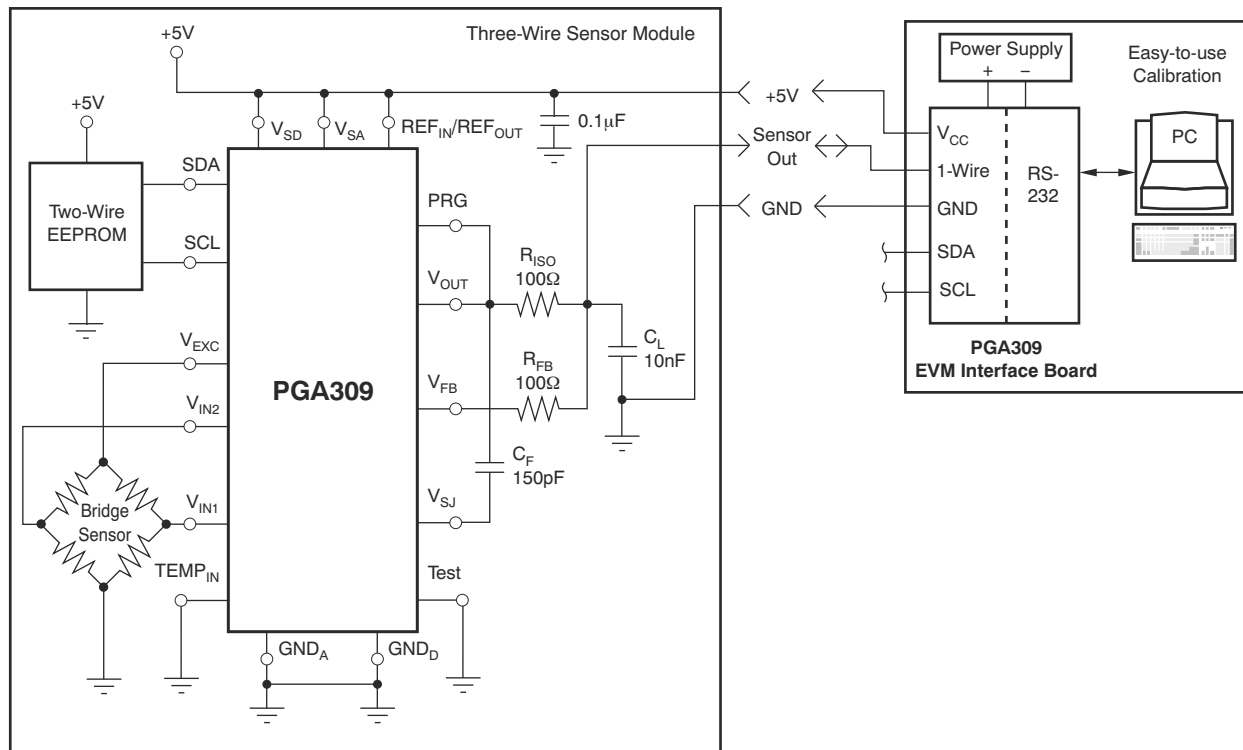 Three-Wire Sensor Module
+5V
+5V
V_SD
V_SA
REF_IN/REF_OUT
0.1μF
Two-Wire
EEPROM
SDA
SCL
V_EXC
V_IN2
V_IN1
Bridge
Sensor
TEMP_IN
PGA309
PRG
V_OUT
V_FB
V_SJ
Test
GND_A
GND_D
R_ISO
100Ω
R_FB
100Ω
C_F
150pF
C_L
10nF
+5V
Sensor
Out
GND
Power Supply
+ −
Easy-to-use
Calibration
V_CC
1-Wire
GND
SDA
SCL
RS-
232
PC
PGA309
EVM Interface Board